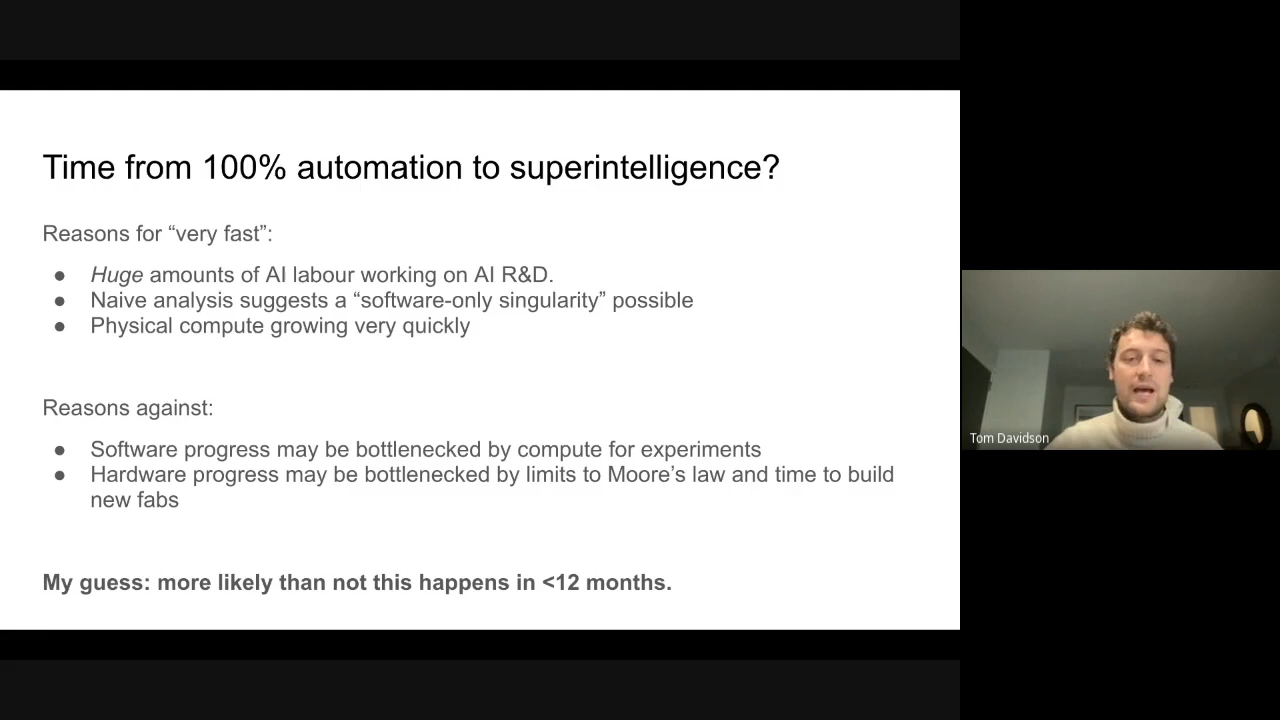 Time from 100% automation to superintelligence?
Reasons for “very fast”:
● Huge amounts of AI labour working on AI R&D.
● Naive analysis suggests a “software-only singularity” possible
● Physical compute growing very quickly
Reasons against:
● Software progress may be bottlenecked by compute for experiments
● Hardware progress may be bottlenecked by limits to Moore’s law and time to build
new fabs
My guess: more likely than not this happens in <12 months.
Tom Davidson